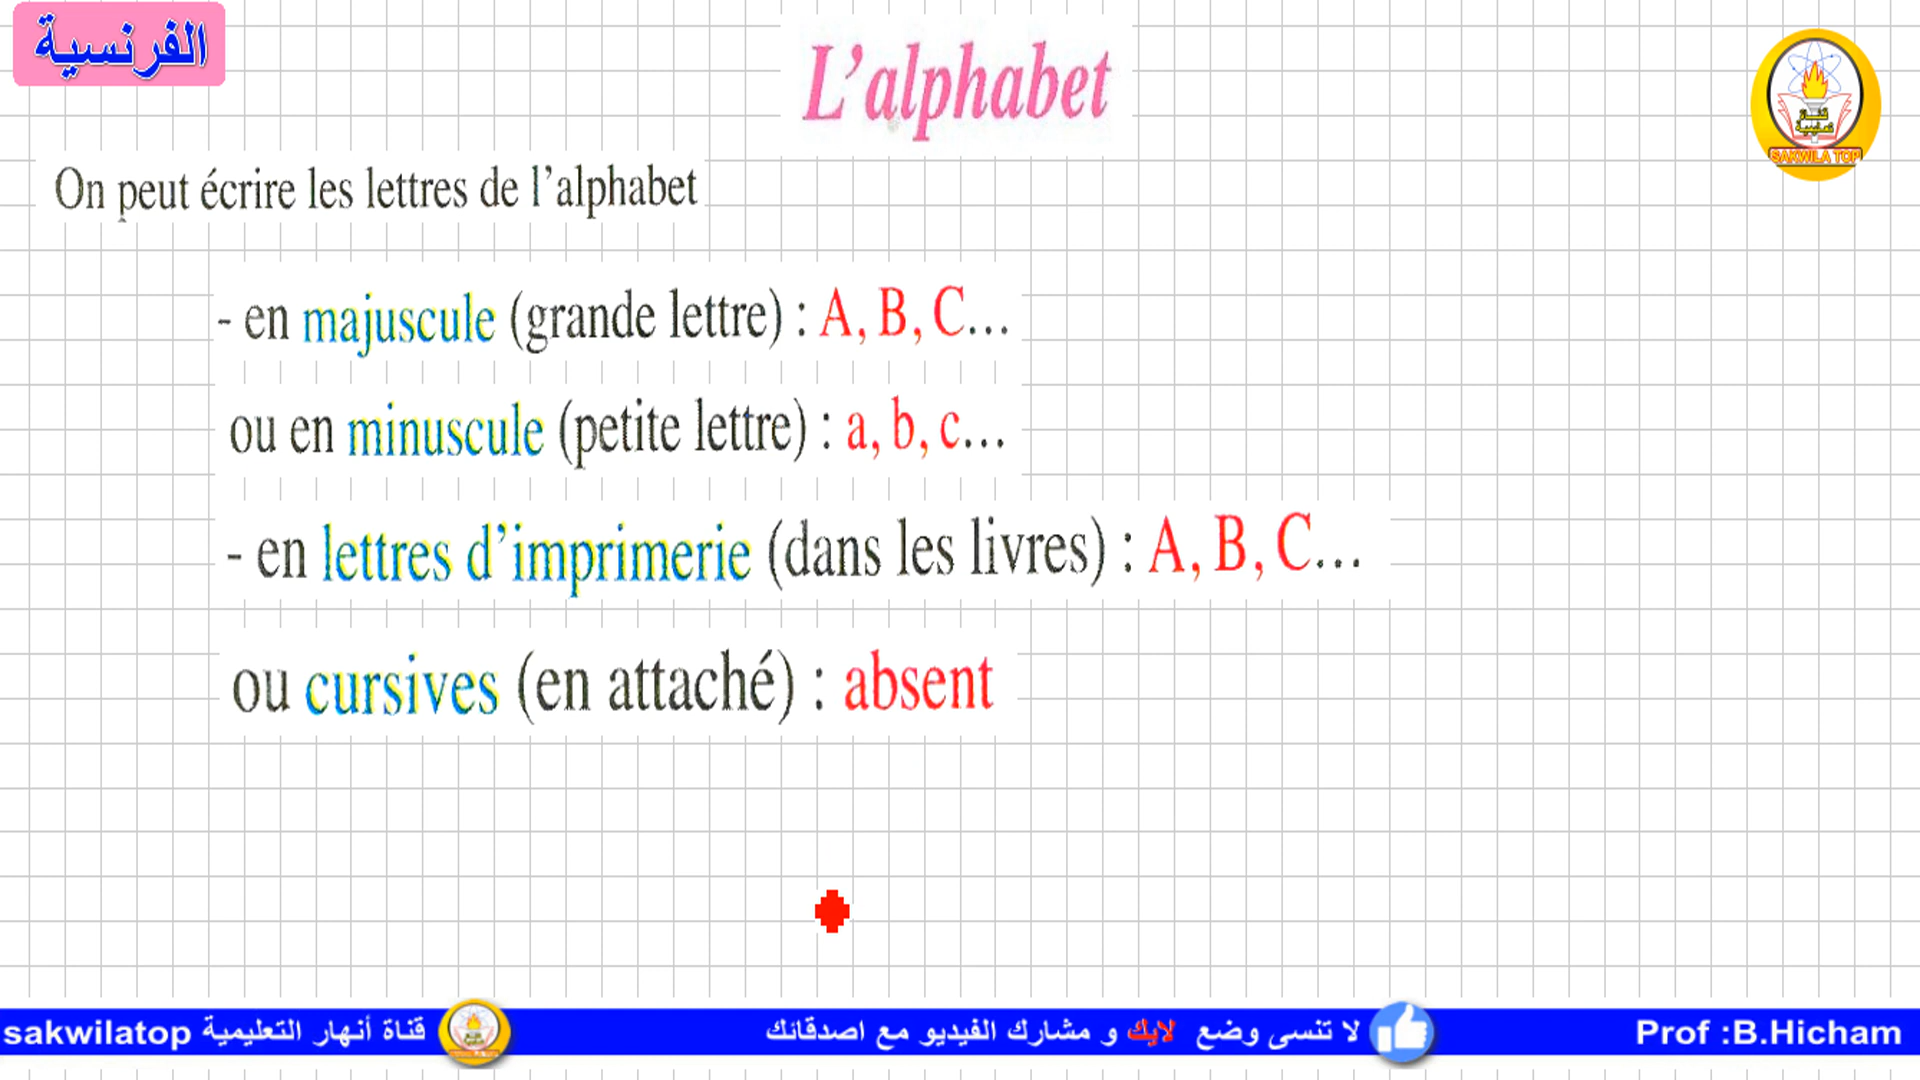 الفرنسية
L'alphabet
SAKWILA TOP
On peut écrire les lettres de l'alphabet
- en majuscule (grande lettre) : A, B, C...
ou en minuscule (petite lettre) : a, b, c...
- en lettres d'imprimerie (dans les livres) : A, B, C...
ou cursives (en attaché) : absent
sakwilatop قناة أنهار التعليمية
لا تنسى وضع لايك و مشارك الفيديو مع اصدقائك
Prof :B.Hicham